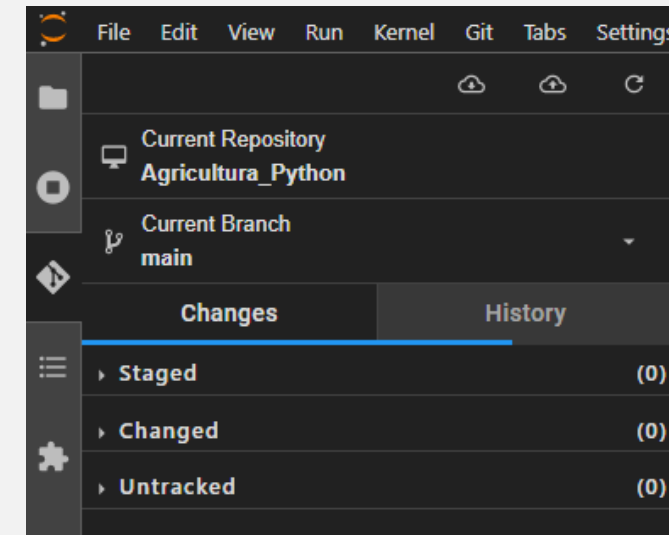 File Edit View Run Kernel Git Tabs Settings
Current Repository
Agricultura_Python
Current Branch
main
Changes History
Staged (0)
Changed (0)
Untracked (0)